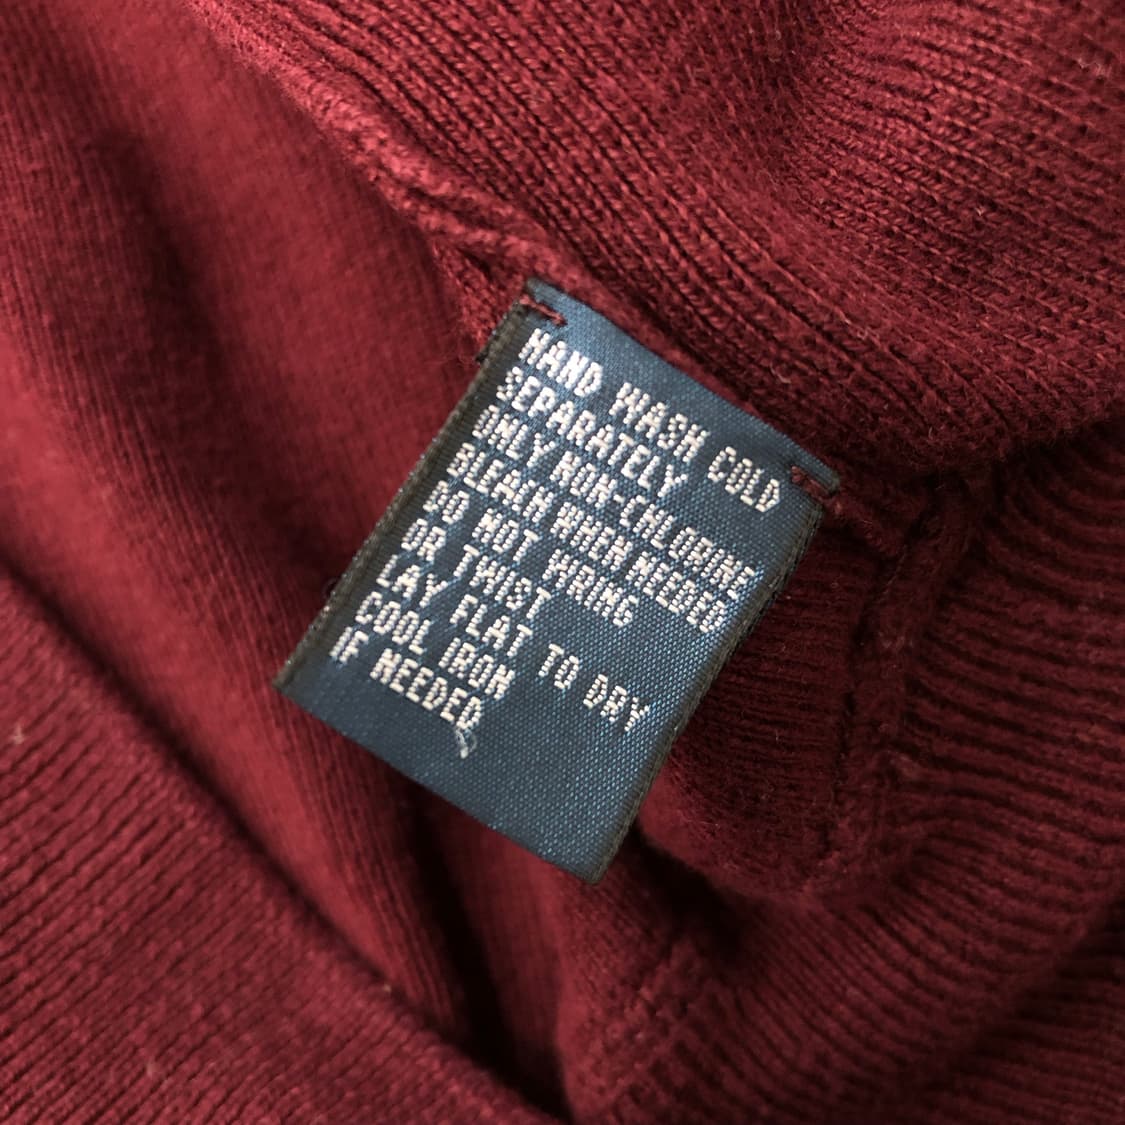 HAND WASH COLD
SEPARATELY
ONLY NON-CHLORINE
BLEACH WHEN NEEDED
DO NOT WRING
OR TWIST
LAY FLAT TO DRY
COOL IRON
IF NEEDED